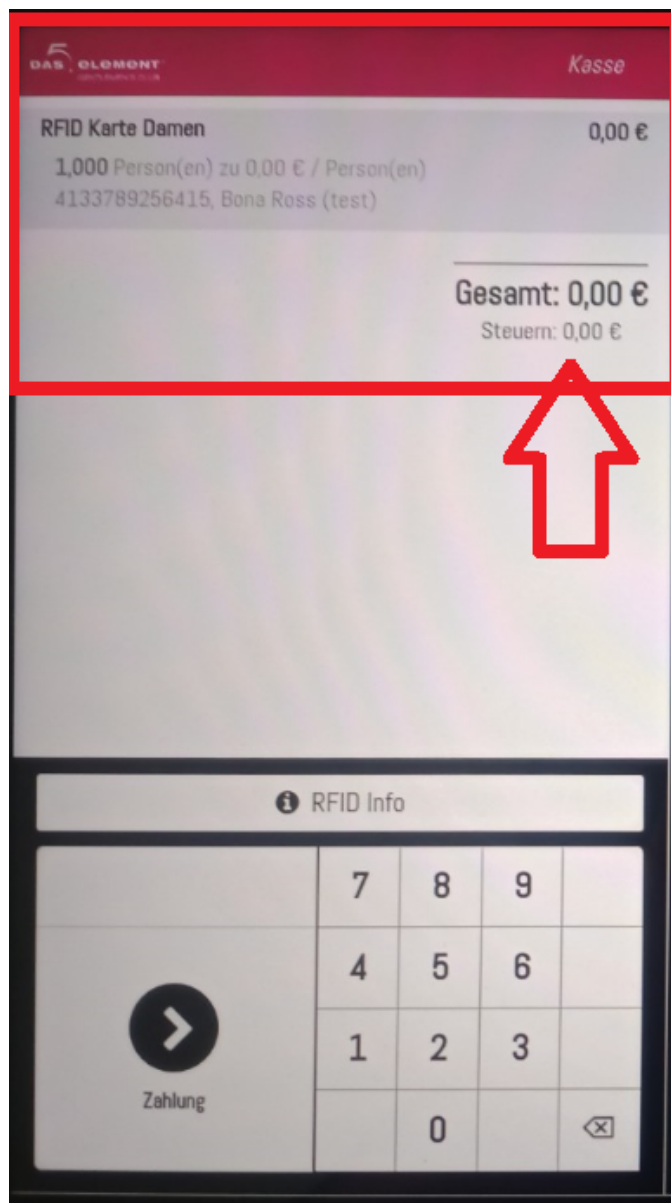 DAS 5 ELEMENT
Kasse
RFID Karte Damen 0,00 €
1,000 Person(en) zu 0,00 € / Person(en)
4133789256415, Bona Ross (test)
Gesamt: 0,00 €
Steuern: 0,00 €
RFID Info
7 8 9
4 5 6
1 2 3
Zahlung
0